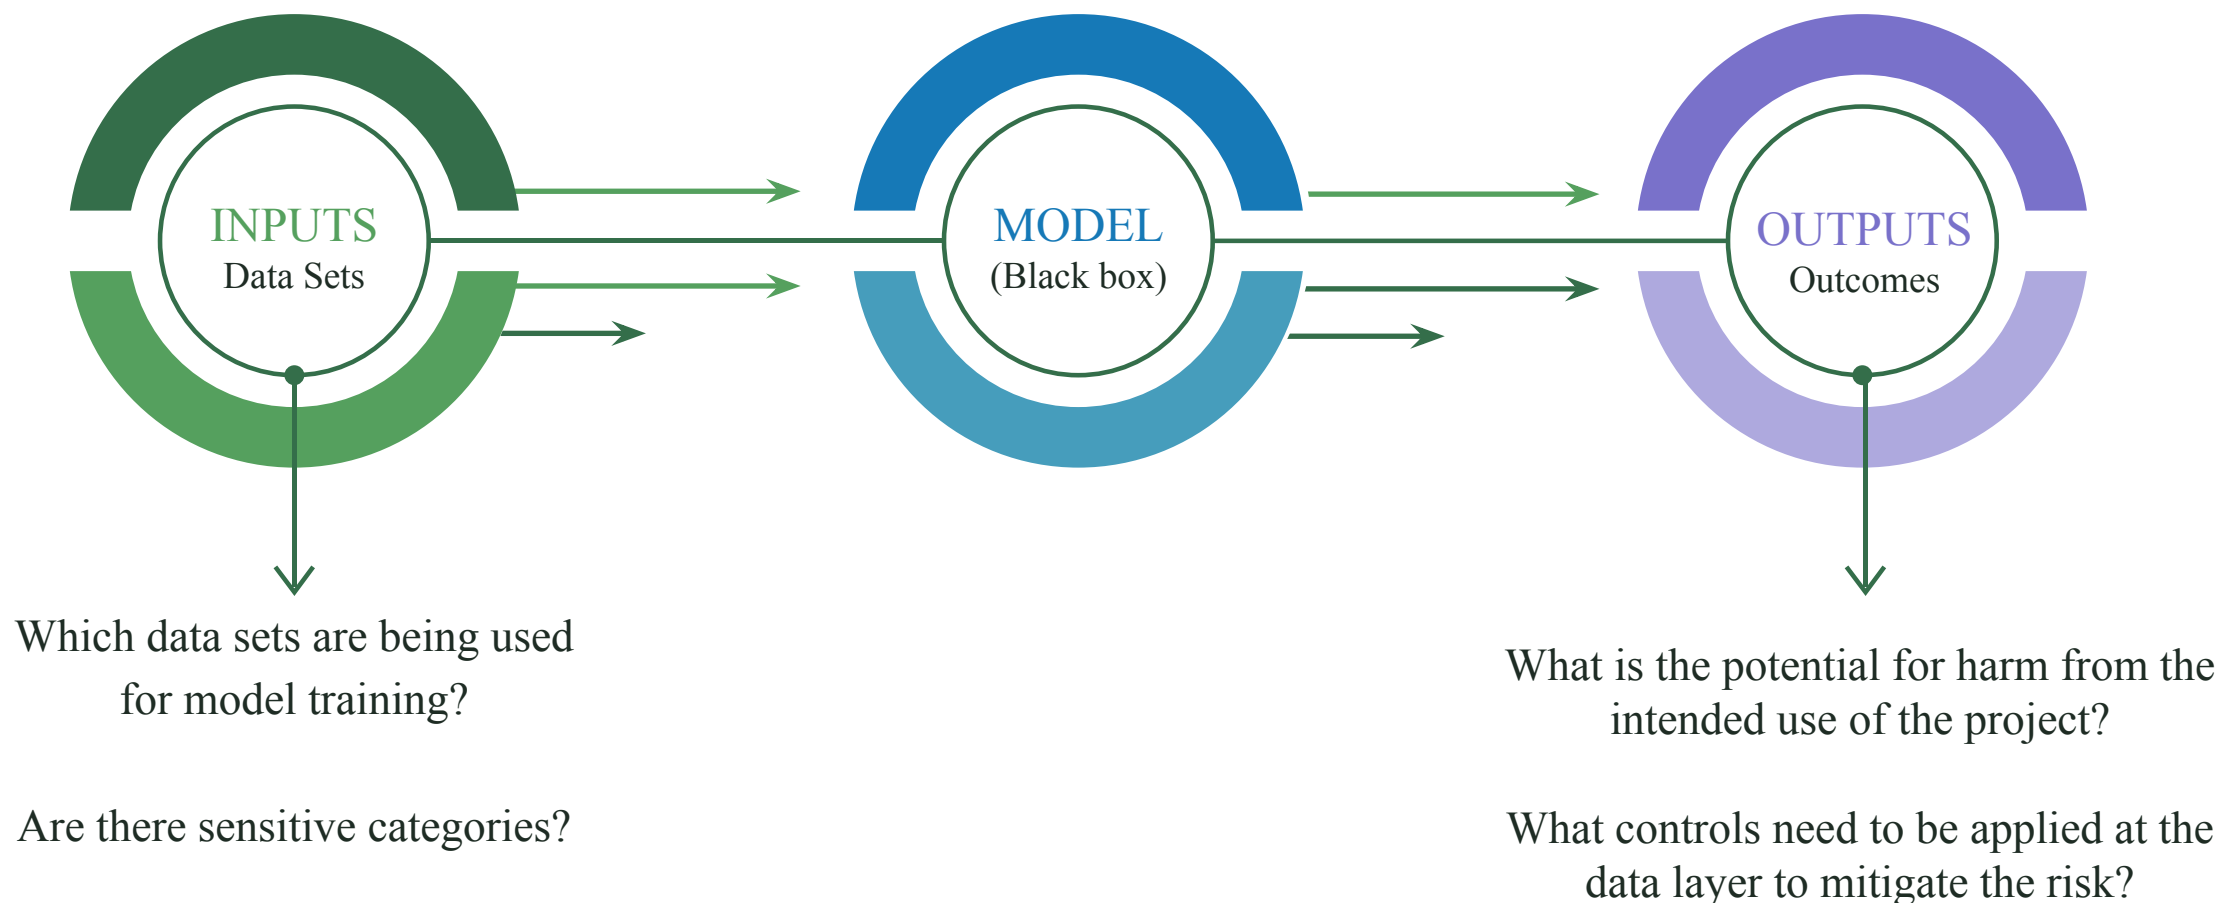 INPUTS
Data Sets
MODEL
(Black box)
OUTPUTS
Outcomes
Which data sets are being used
for model training?
Are there sensitive categories?
What is the potential for harm from the
intended use of the project?
What controls need to be applied at the
data layer to mitigate the risk?